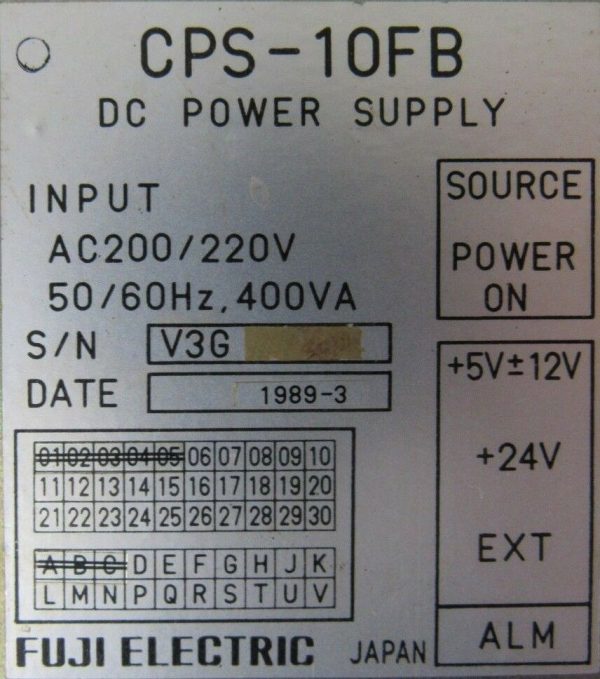 CPS-10FB
DC POWER SUPPLY
INPUT
AC200/220V
50/60Hz, 400VA
S/N V3G
DATE 1989-3
SOURCE
POWER
ON
+5V±12V
+24V
EXT
ALM
01 02 03 04 05 06 07 08 09 10
11 12 13 14 15 16 17 18 19 20
21 22 23 24 25 26 27 28 29 30
A B C D E F G H J K
L M N P Q R S T U V
FUJI ELECTRIC JAPAN